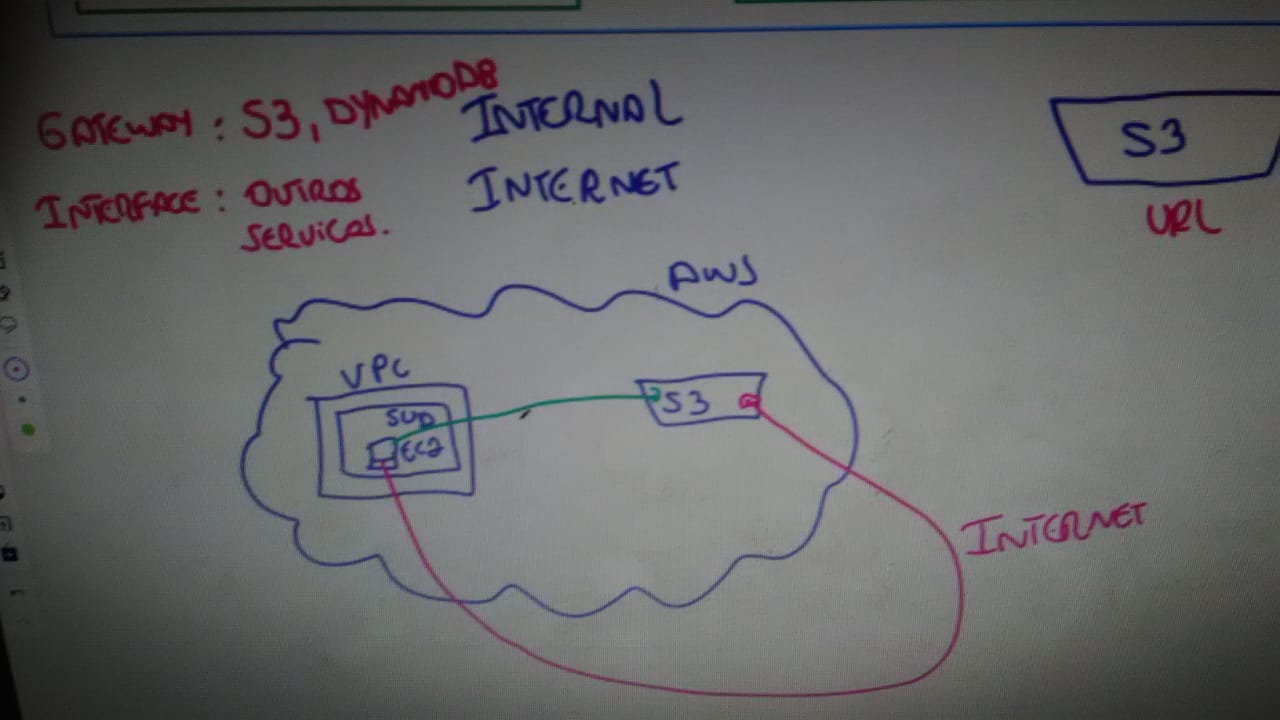 GATEWAY: S3, DYNAMODB
INTERFACE: OUTROS
SERVIÇOS.
INTERNAL
INTERNET
S3
URL
AWS
VPC
SUB
EC2
S3
INTERNET